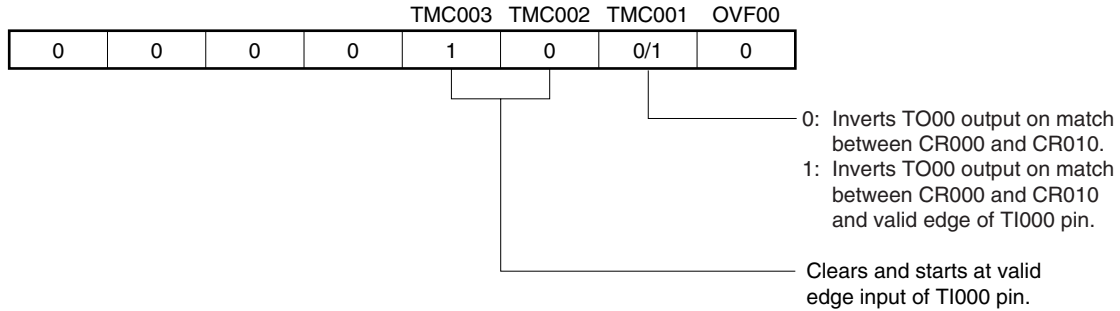 TMC003 TMC002 TMC001 OVF00
0 0 0 0 1 0 0/1 0
0: Inverts TO00 output on match
between CR000 and CR010.
1: Inverts TO00 output on match
between CR000 and CR010
and valid edge of TI000 pin.
Clears and starts at valid
edge input of TI000 pin.